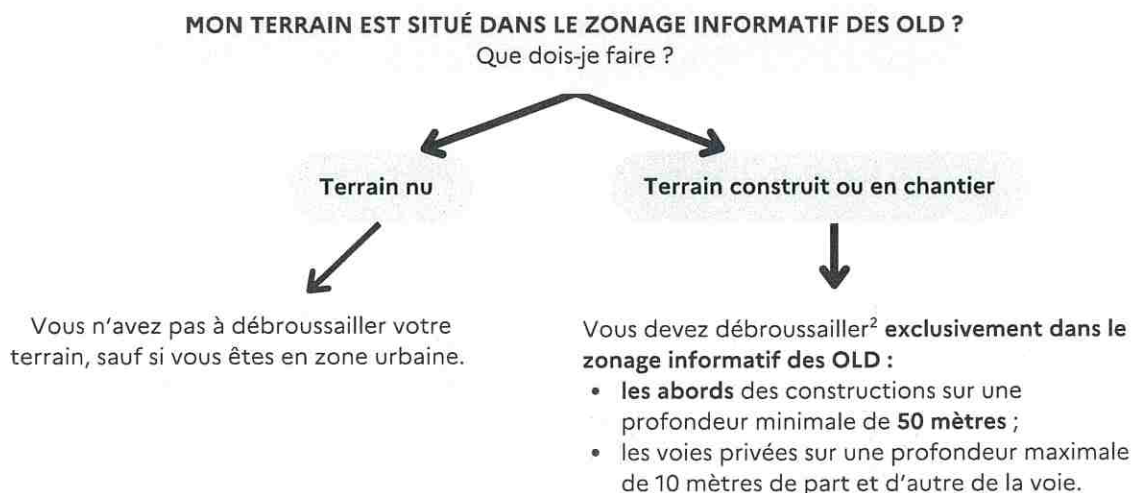 MON TERRAIN EST SITUÉ DANS LE ZONAGE INFORMATIF DES OLD ?
Que dois-je faire ?
Terrain nu
Terrain construit ou en chantier
Vous n'avez pas à débroussailler votre
terrain, sauf si vous êtes en zone urbaine.
Vous devez débroussailler² exclusivement dans le
zonage informatif des OLD :
• les abords des constructions sur une
profondeur minimale de 50 mètres ;
• les voies privées sur une profondeur maximale
de 10 mètres de part et d'autre de la voie.